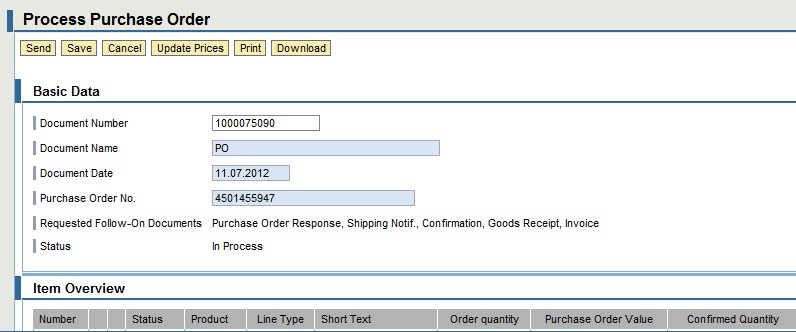 Process Purchase Order
Send Save Cancel Update Prices Print Download
Basic Data
Document Number 1000075090
Document Name PO
Document Date 11.07.2012
Purchase Order No. 4501455947
Requested Follow-On Documents Purchase Order Response, Shipping Notif., Confirmation, Goods Receipt, Invoice
Status In Process
Item Overview
Number Status Product Line Type Short Text Order quantity Purchase Order Value Confirmed Quantity